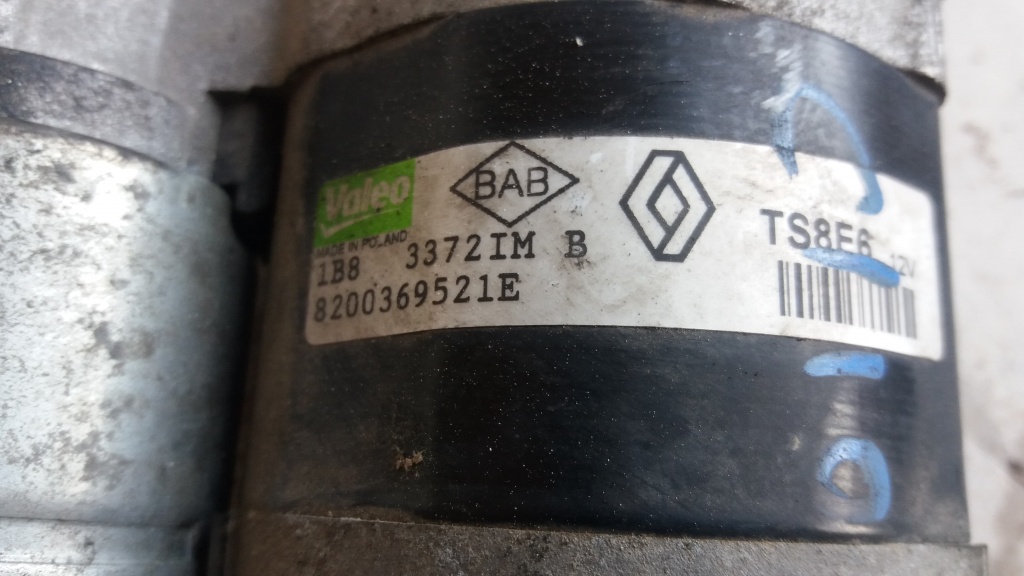 Valeo
MADE IN POLAND
BAB
TS8E6 12V
1B8 3372IM B
8200369521E